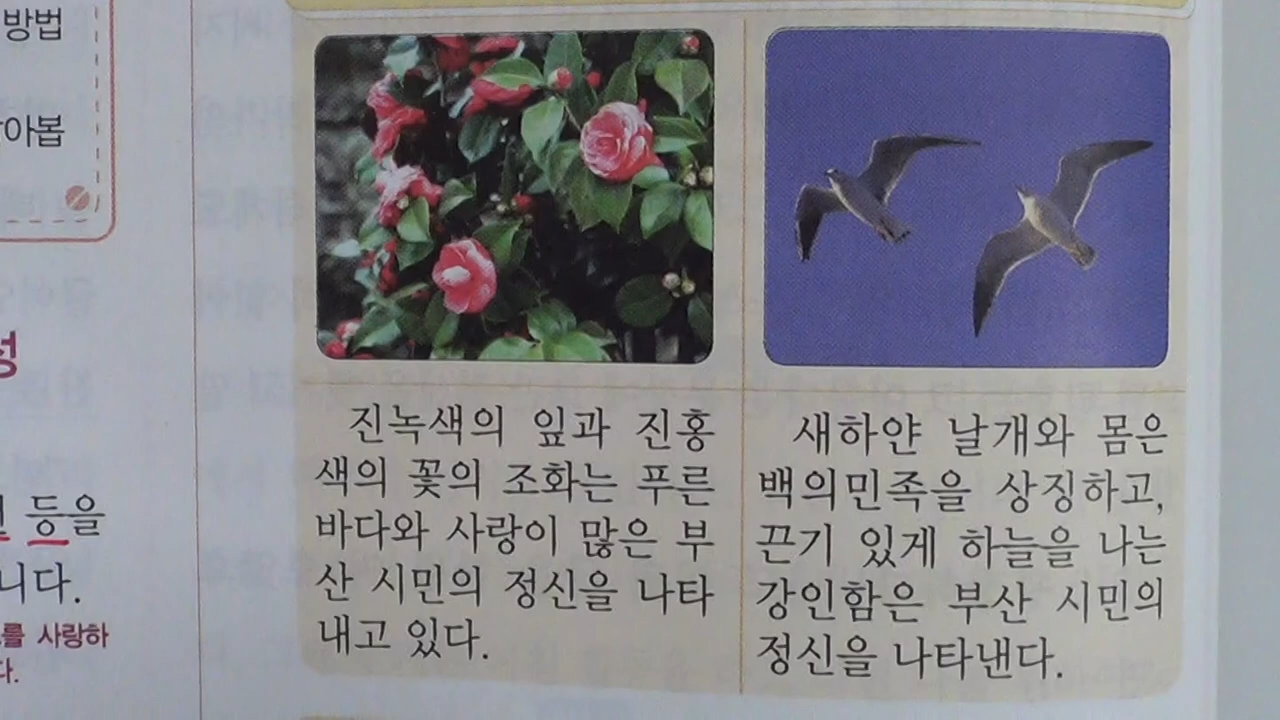 방법
아봅
성
등을
니다.
를 사랑하
다.
진녹색의 잎과 진홍
색의 꽃의 조화는 푸른
바다와 사랑이 많은 부
산 시민의 정신을 나타
내고 있다.
새하얀 날개와 몸은
백의민족을 상징하고,
끈기 있게 하늘을 나는
강인함은 부산 시민의
정신을 나타낸다.